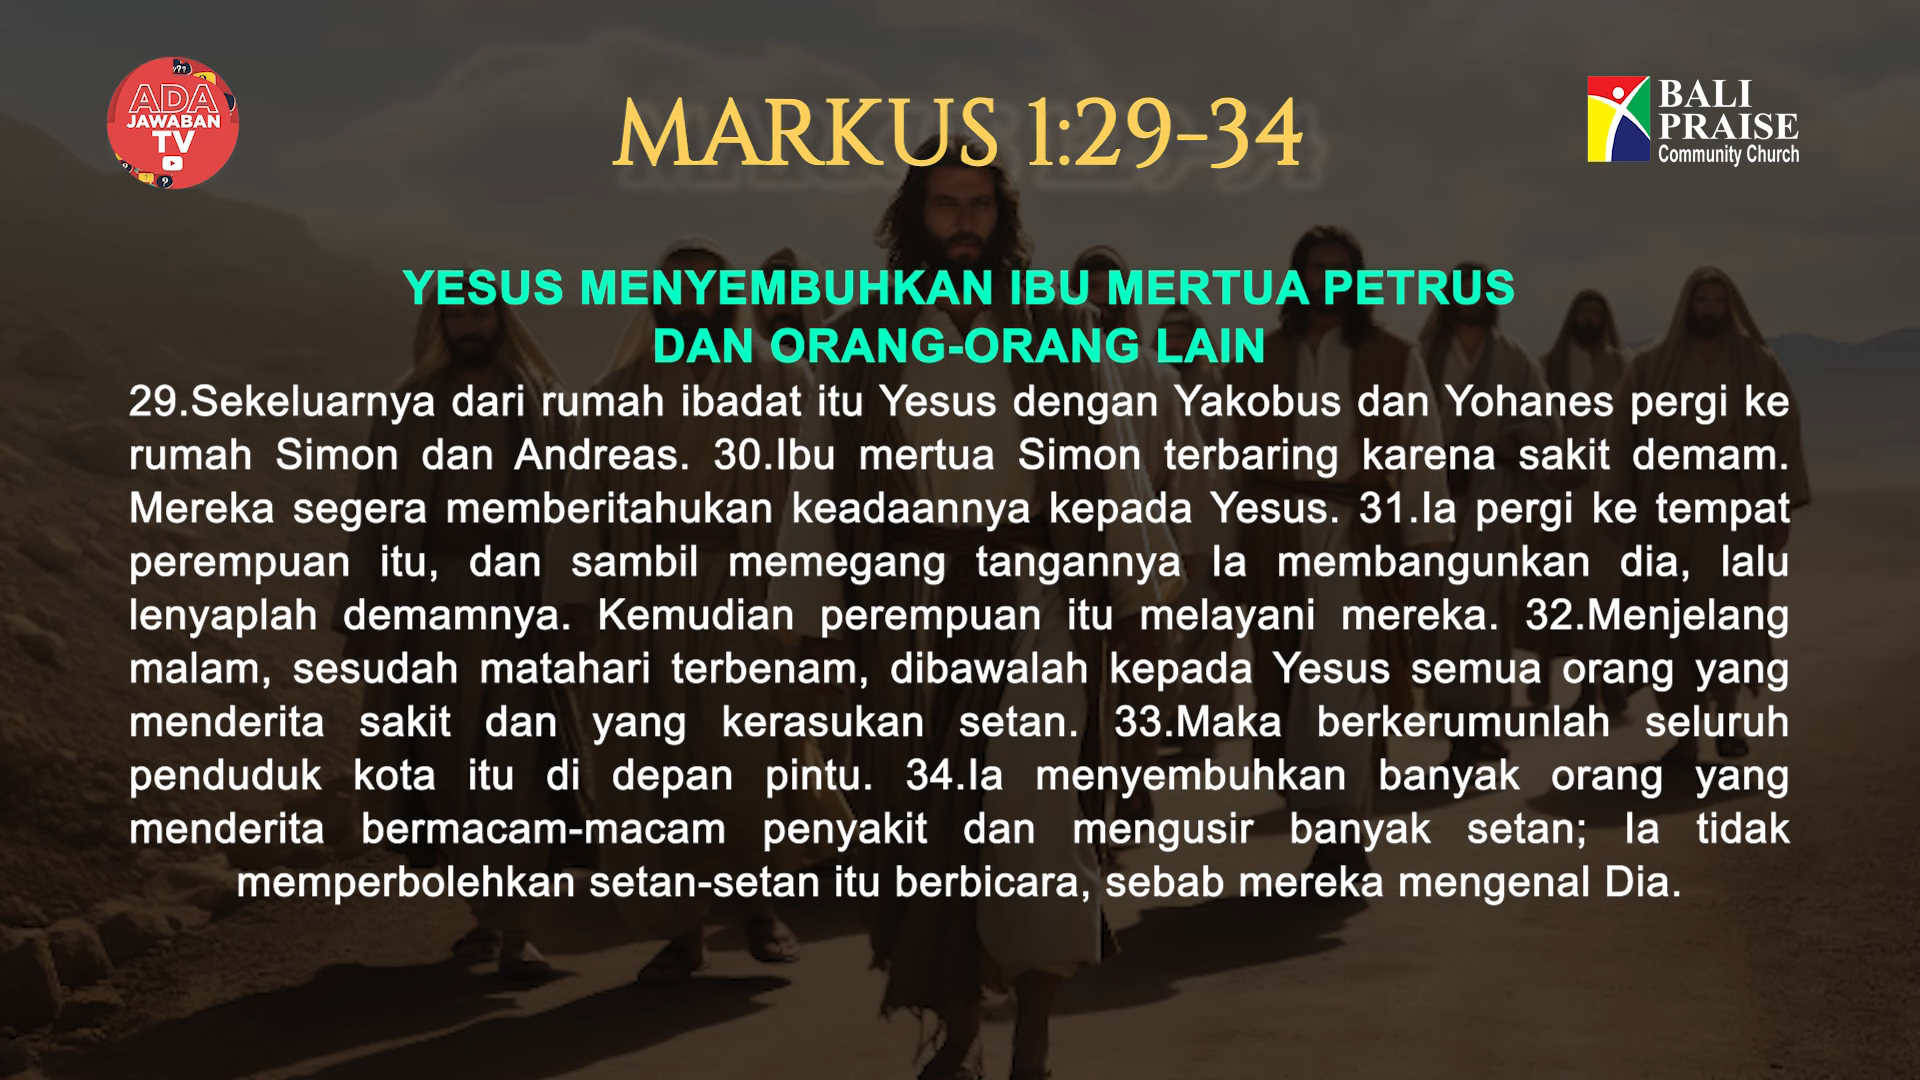 ADA
JAWABAN
TV
MARKUS 1:29-34
BALI
PRAISE
Community Church
YESUS MENYEMBUHKAN IBU MERTUA PETRUS
DAN ORANG-ORANG LAIN
29.Sekeluarnya dari rumah ibadat itu Yesus dengan Yakobus dan Yohanes pergi ke
rumah Simon dan Andreas. 30.Ibu mertua Simon terbaring karena sakit demam.
Mereka segera memberitahukan keadaannya kepada Yesus. 31.Ia pergi ke tempat
perempuan itu, dan sambil memegang tangannya Ia membangunkan dia, lalu
lenyaplah demamnya. Kemudian perempuan itu melayani mereka. 32.Menjelang
malam, sesudah matahari terbenam, dibawalah kepada Yesus semua orang yang
menderita sakit dan yang kerasukan setan. 33.Maka berkerumunlah seluruh
penduduk kota itu di depan pintu. 34.Ia menyembuhkan banyak orang yang
menderita bermacam-macam penyakit dan mengusir banyak setan; Ia tidak
memperbolehkan setan-setan itu berbicara, sebab mereka mengenal Dia.